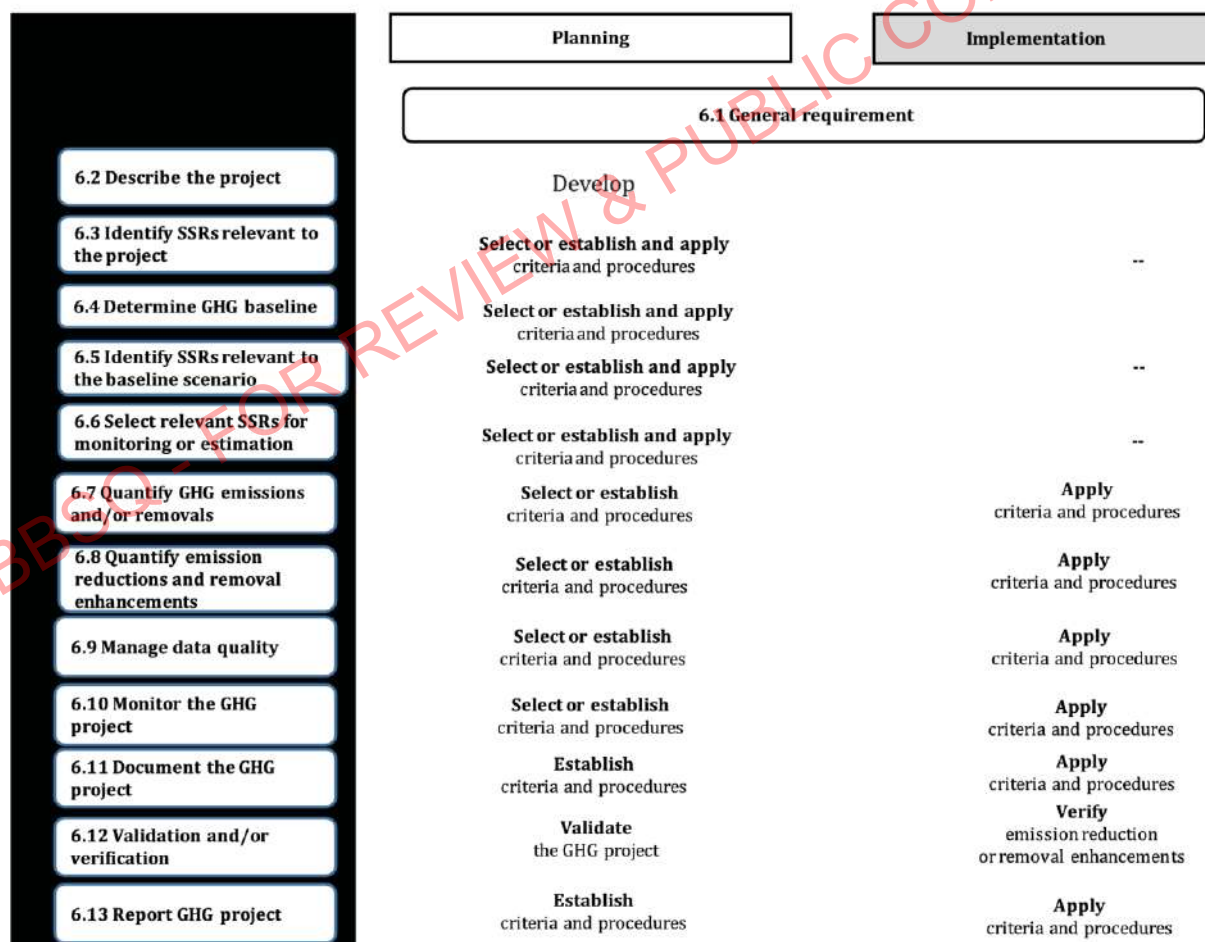 Planning
Implementation
6.1 General requirement
6.2 Describe the project
Develop
6.3 Identify SSRs relevant to
the project
Select or establish and apply
criteria and procedures
--
6.4 Determine GHG baseline
Select or establish and apply
criteria and procedures
6.5 Identify SSRs relevant to
the baseline scenario
Select or establish and apply
criteria and procedures
--
6.6 Select relevant SSRs for
monitoring or estimation
Select or establish and apply
criteria and procedures
--
6.7 Quantify GHG emissions
and/or removals
Select or establish
criteria and procedures
Apply
criteria and procedures
6.8 Quantify emission
reductions and removal
enhancements
Select or establish
criteria and procedures
Apply
criteria and procedures
6.9 Manage data quality
Select or establish
criteria and procedures
Apply
criteria and procedures
6.10 Monitor the GHG
project
Select or establish
criteria and procedures
Apply
criteria and procedures
6.11 Document the GHG
project
Establish
criteria and procedures
Apply
criteria and procedures
6.12 Validation and/or
verification
Validate
the GHG project
Verify
emission reduction
or removal enhancements
6.13 Report GHG project
Establish
criteria and procedures
Apply
criteria and procedures
BBSQ - FOR REVIEW & PUBLIC